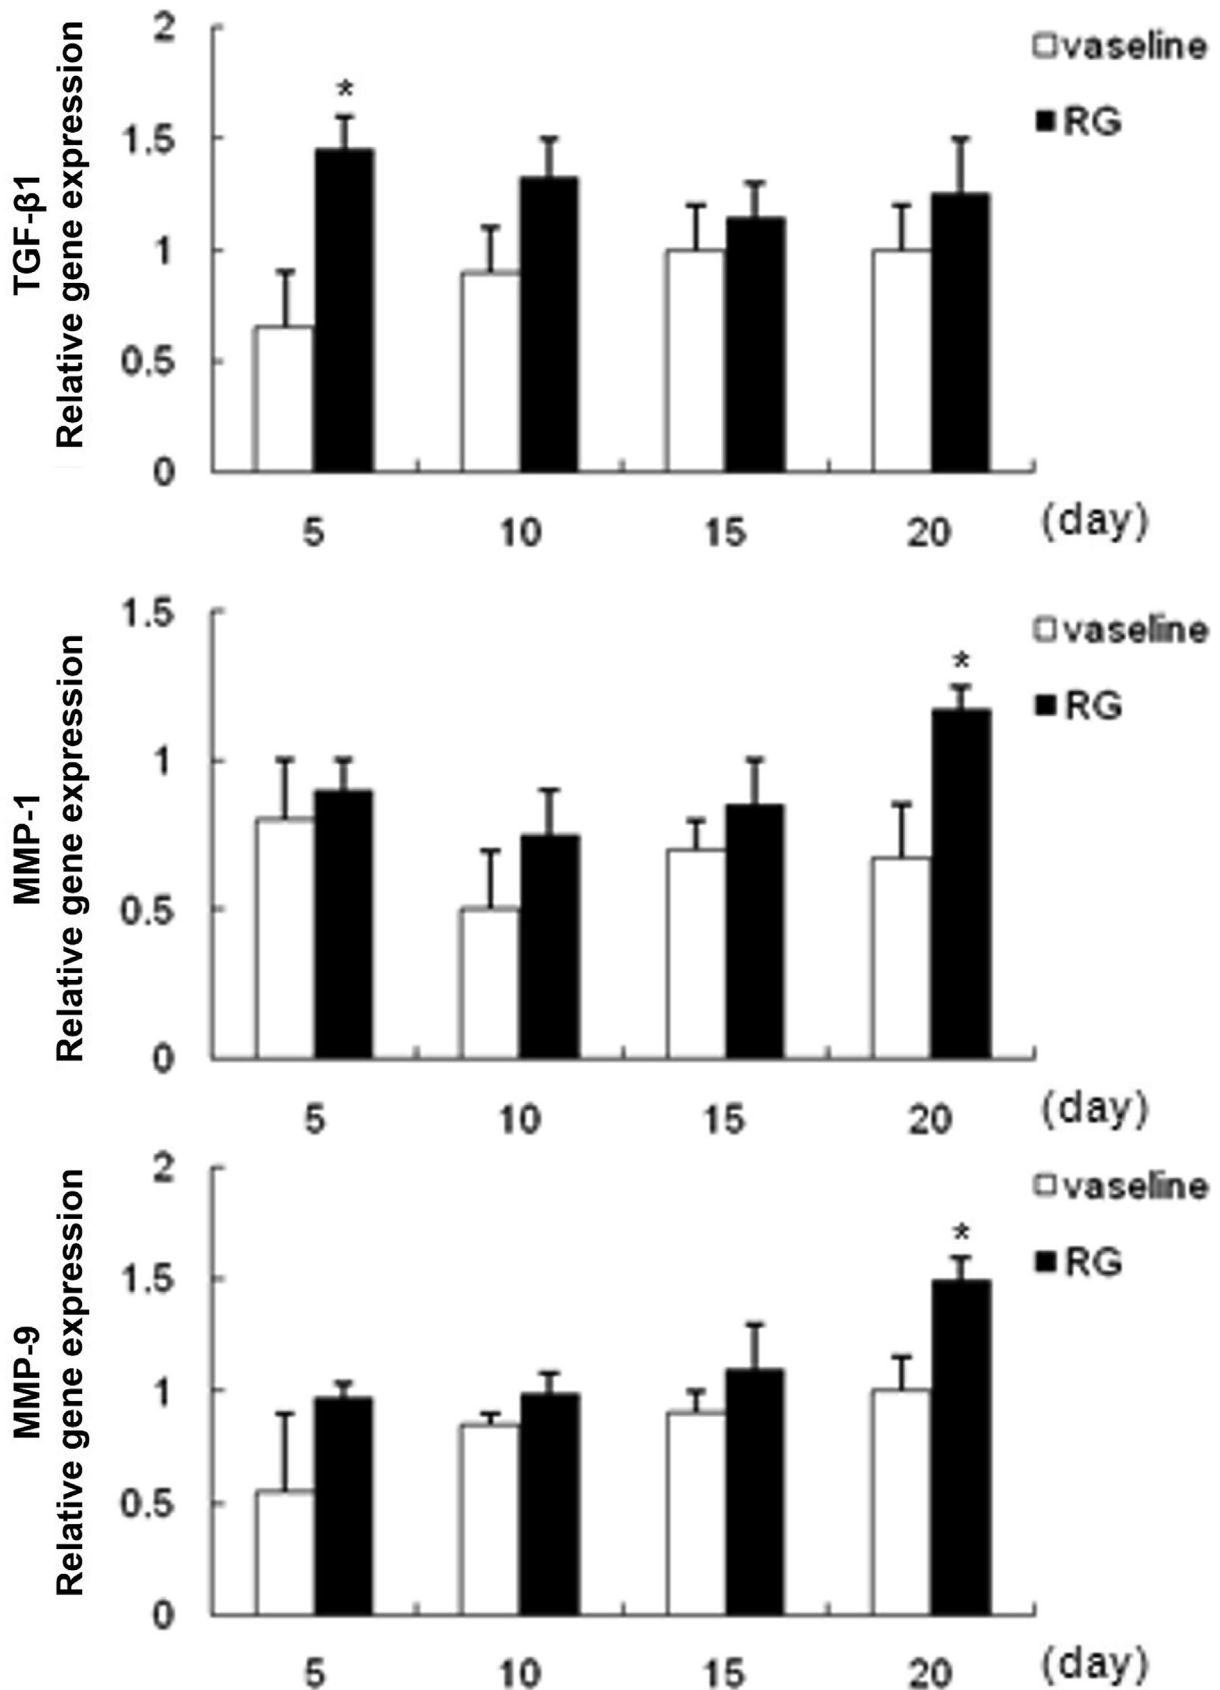 TGF-β1
Relative gene expression
2
1.5
1
0.5
0
*
vaseline
RG
5 10 15 20 (day)
MMP-1
Relative gene expression
1.5
1
0.5
0
*
vaseline
RG
5 10 15 20 (day)
MMP-9
Relative gene expression
2
1.5
1
0.5
0
*
vaseline
RG
5 10 15 20 (day)